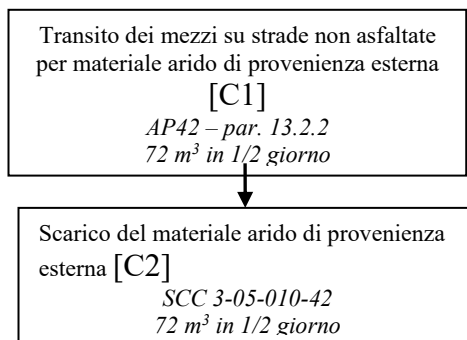 Transito dei mezzi su strade non asfaltate
per materiale arido di provenienza esterna
[C1]
AP42 – par. 13.2.2
72 m³ in 1/2 giorno
Scarico del materiale arido di provenienza
esterna [C2]
SCC 3-05-010-42
72 m³ in 1/2 giorno